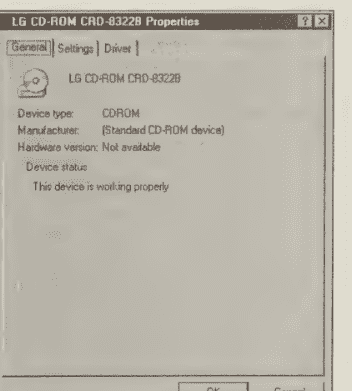 LG CD-ROM CRD-8322B Properties
General Settings Driver
LG CD-ROM CRD-8322B
Device type: CDROM
Manufacturer: (Standard CD-ROM device)
Hardware version: Not available
Device status
This device is working properly
OK Cancel